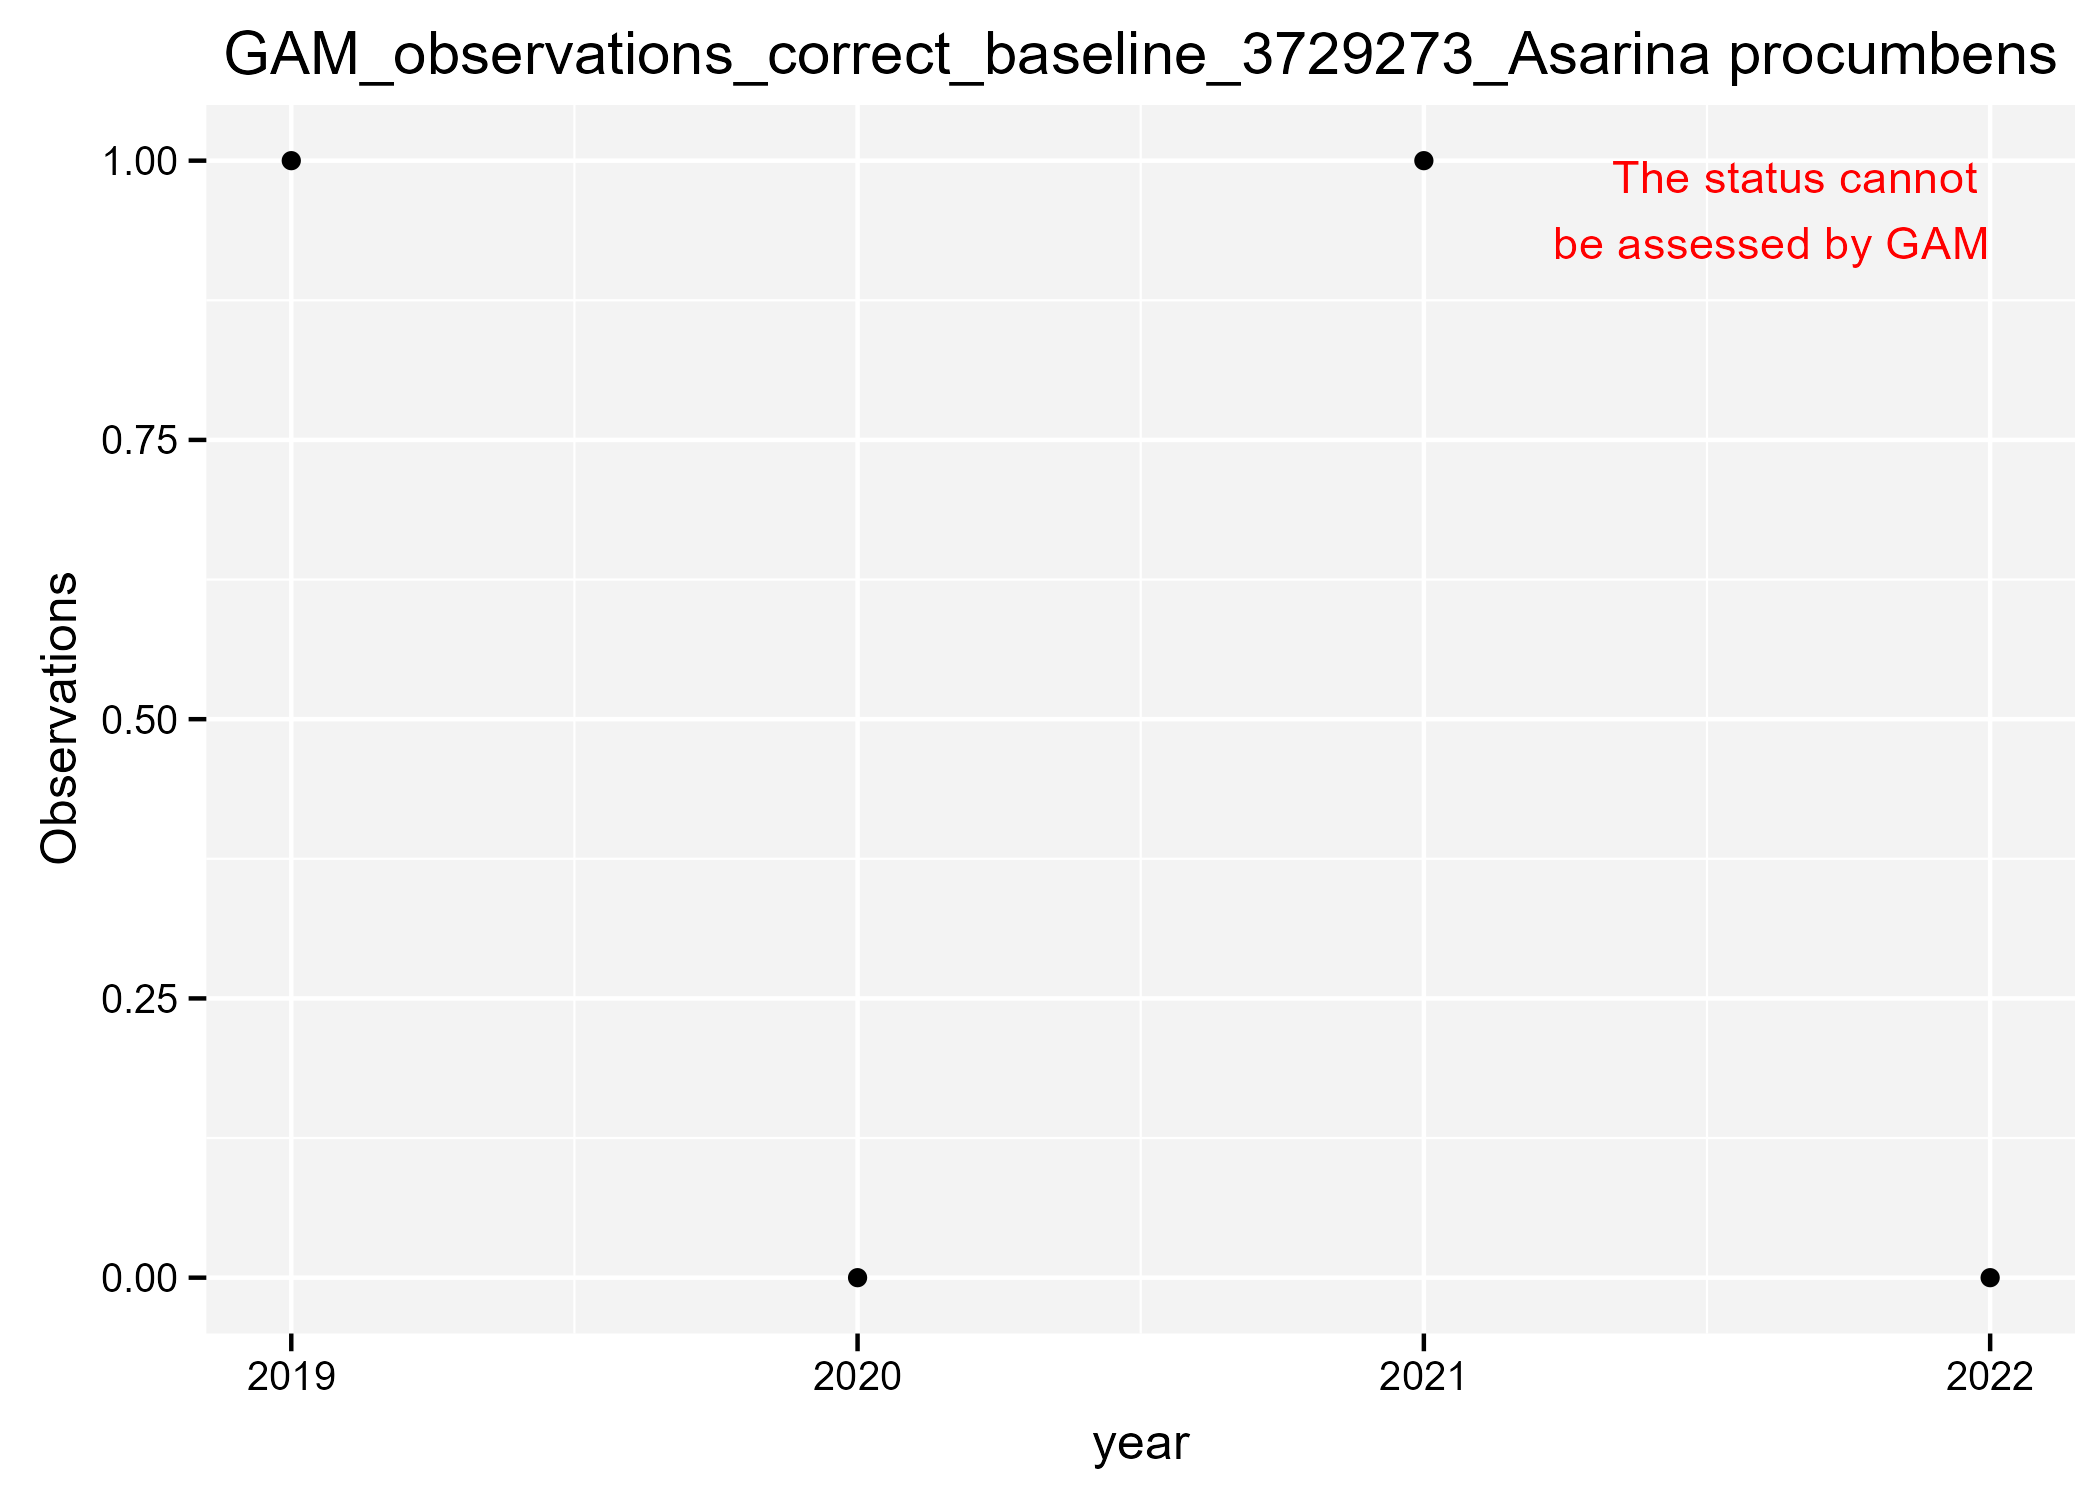 GAM_observations_correct_baseline_3729273_Asarina procumbens
1.00
The status cannot
be assessed by GAM
0.75
Observations
0.50
0.25
0.00
2019 2020 2021 2022
year